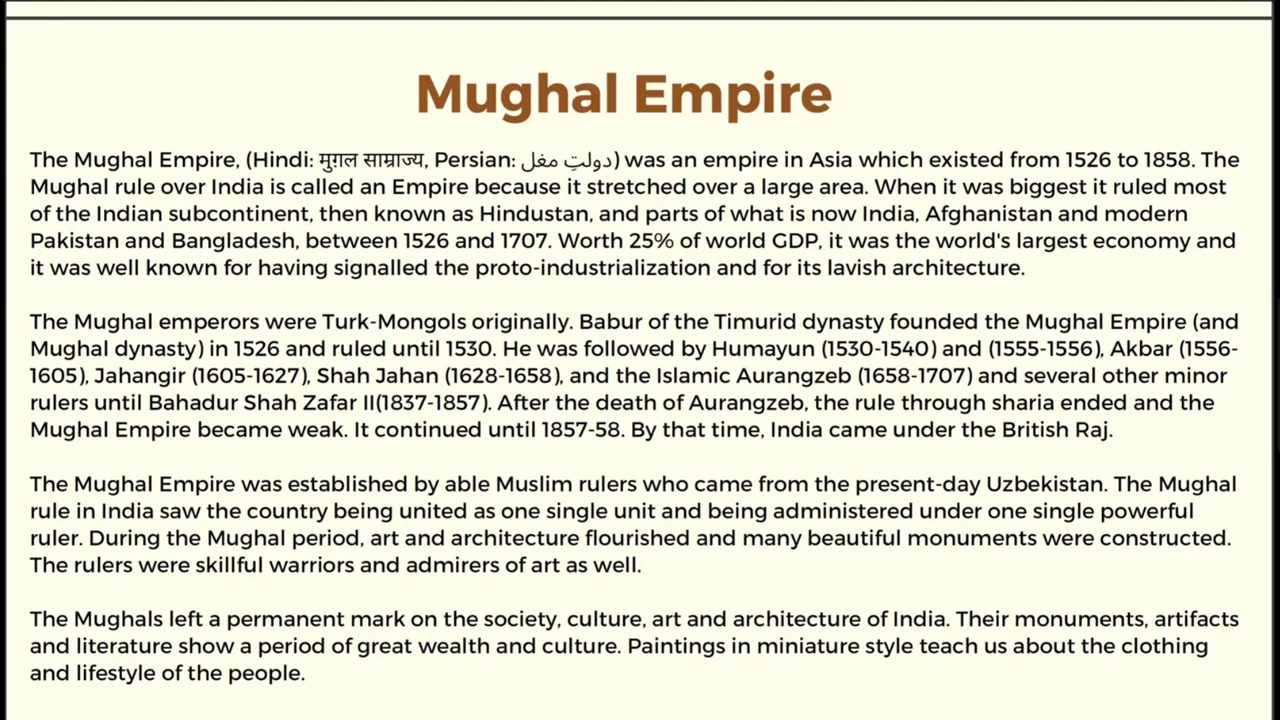 Mughal Empire
The Mughal Empire, (Hindi: मुग़ल साम्राज्य, Persian: دولتِ مغل) was an empire in Asia which existed from 1526 to 1858. The
Mughal rule over India is called an Empire because it stretched over a large area. When it was biggest it ruled most
of the Indian subcontinent, then known as Hindustan, and parts of what is now India, Afghanistan and modern
Pakistan and Bangladesh, between 1526 and 1707. Worth 25% of world GDP, it was the world's largest economy and
it was well known for having signalled the proto-industrialization and for its lavish architecture.
The Mughal emperors were Turk-Mongols originally. Babur of the Timurid dynasty founded the Mughal Empire (and
Mughal dynasty) in 1526 and ruled until 1530. He was followed by Humayun (1530-1540) and (1555-1556), Akbar (1556-
1605), Jahangir (1605-1627), Shah Jahan (1628-1658), and the Islamic Aurangzeb (1658-1707) and several other minor
rulers until Bahadur Shah Zafar II(1837-1857). After the death of Aurangzeb, the rule through sharia ended and the
Mughal Empire became weak. It continued until 1857-58. By that time, India came under the British Raj.
The Mughal Empire was established by able Muslim rulers who came from the present-day Uzbekistan. The Mughal
rule in India saw the country being united as one single unit and being administered under one single powerful
ruler. During the Mughal period, art and architecture flourished and many beautiful monuments were constructed.
The rulers were skillful warriors and admirers of art as well.
The Mughals left a permanent mark on the society, culture, art and architecture of India. Their monuments, artifacts
and literature show a period of great wealth and culture. Paintings in miniature style teach us about the clothing
and lifestyle of the people.